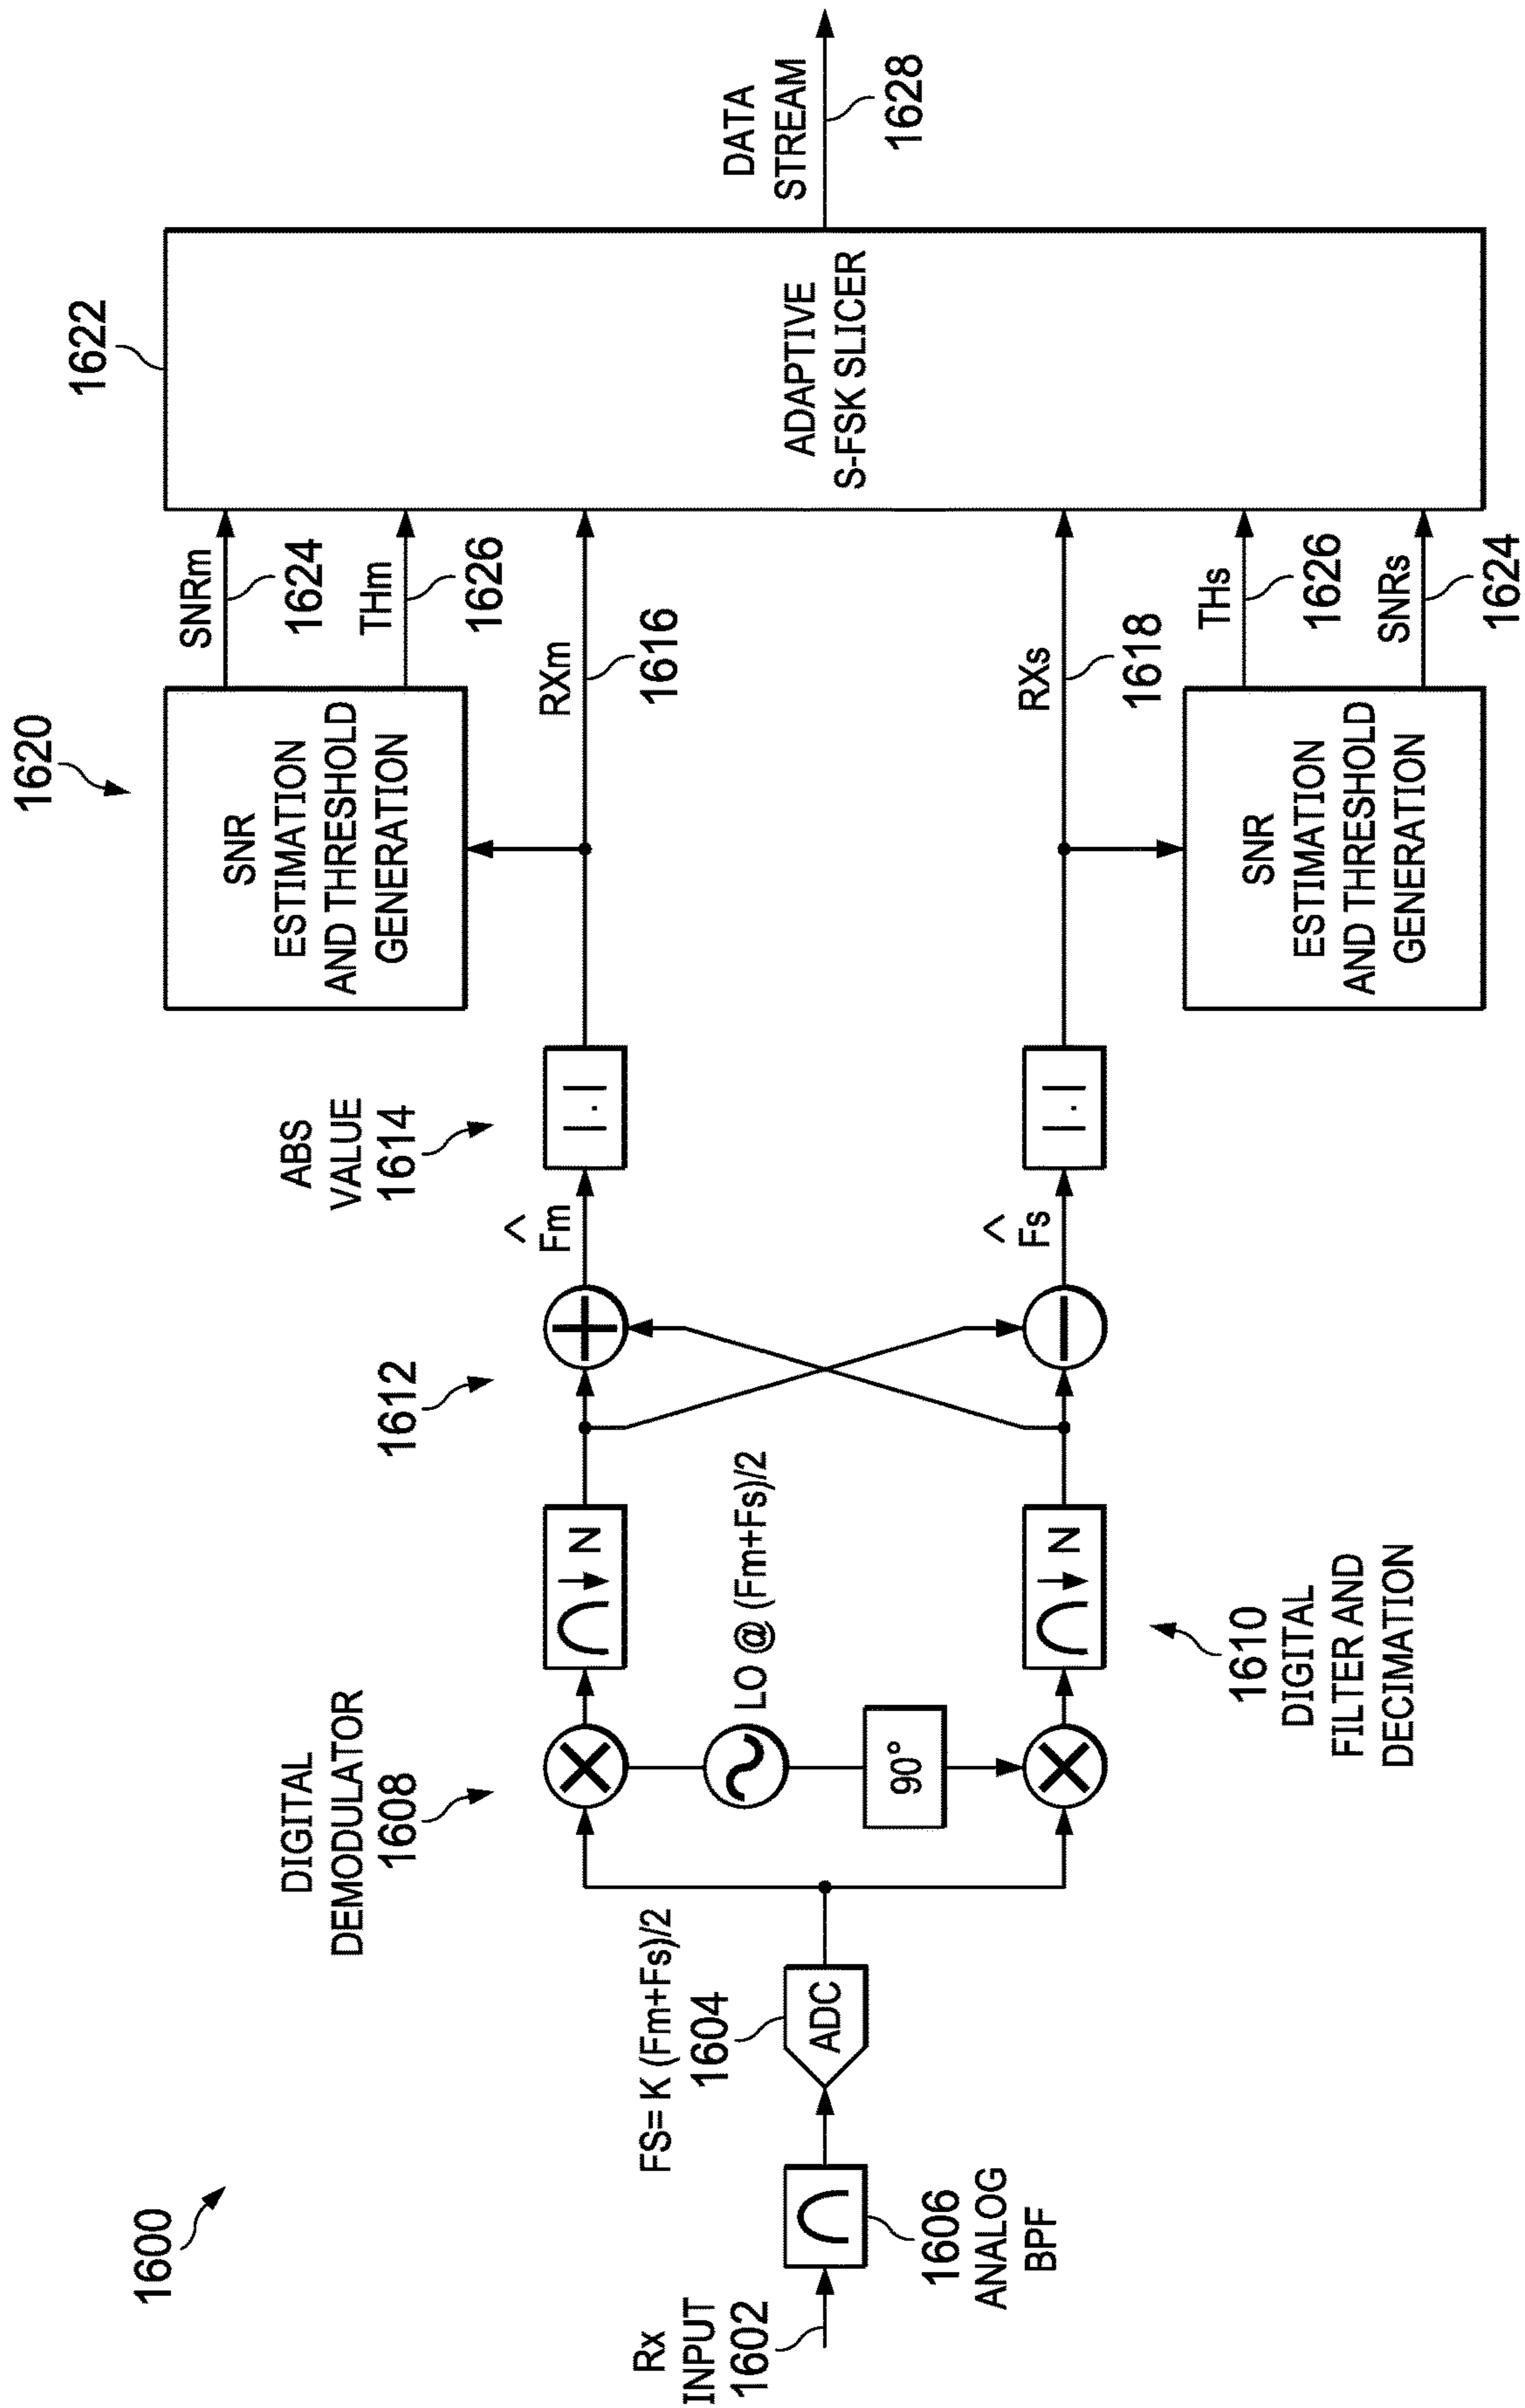 1600
Rx
INPUT
1602
1606
ANALOG
BPF
FS= K (Fm+Fs)/2
1604
ADC
DIGITAL
DEMODULATOR
1608
LO @ (Fm+Fs)/2
90°
N
N
1610
DIGITAL
FILTER AND
DECIMATION
1612
^
Fm
^
Fs
ABS
VALUE
1614
|·|
|·|
1620
SNR
ESTIMATION
AND THRESHOLD
GENERATION
SNR
ESTIMATION
AND THRESHOLD
GENERATION
SNRm
1624
THm
1626
RXm
1616
RXs
1618
THs
1626
SNRs
1624
1622
ADAPTIVE
S-FSK SLICER
DATA
STREAM
1628